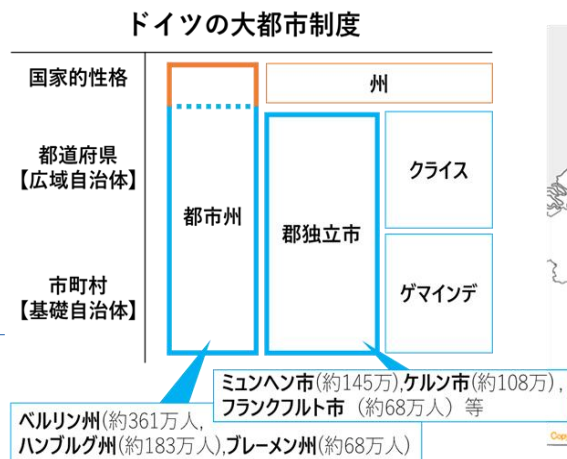 ドイツの大都市制度
国家的性格
州
都道府県
【広域自治体】
クライス
都市州
郡独立市
市町村
【基礎自治体】
ゲマインデ
ミュンヘン市(約145万),ケルン市(約108万),
フランクフルト市 (約68万人) 等
ベルリン州(約361万人,
ハンブルグ州(約183万人),ブレーメン州(約68万人)
Cop